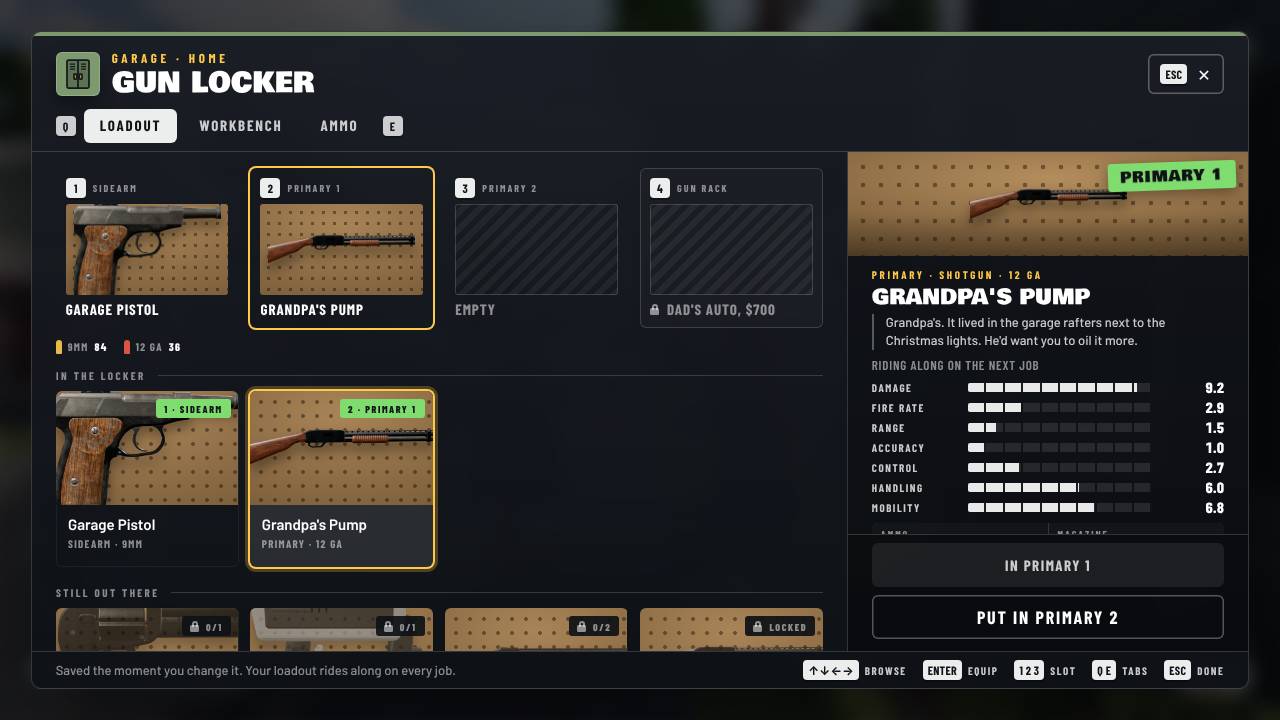 GARAGE · HOME
GUN LOCKER
ESC ×
Q LOADOUT WORKBENCH AMMO E
1 SIDEARM
GARAGE PISTOL
2 PRIMARY 1
GRANDPA'S PUMP
3 PRIMARY 2
EMPTY
4 GUN RACK
DAD'S AUTO, $700
9MM 84 12 GA 36
IN THE LOCKER
1 · SIDEARM
Garage Pistol
SIDEARM · 9MM
2 · PRIMARY 1
Grandpa's Pump
PRIMARY · 12 GA
STILL OUT THERE
0/1
0/1
0/2
LOCKED
PRIMARY 1
PRIMARY · SHOTGUN · 12 GA
GRANDPA'S PUMP
Grandpa's. It lived in the garage rafters next to the
Christmas lights. He'd want you to oil it more.
RIDING ALONG ON THE NEXT JOB
DAMAGE 9.2
FIRE RATE 2.9
RANGE 1.5
ACCURACY 1.0
CONTROL 2.7
HANDLING 6.0
MOBILITY 6.8
AMMO MAGAZINE
IN PRIMARY 1
PUT IN PRIMARY 2
Saved the moment you change it. Your loadout rides along on every job.
↑↓←→ BROWSE ENTER EQUIP 1 2 3 SLOT Q E TABS ESC DONE